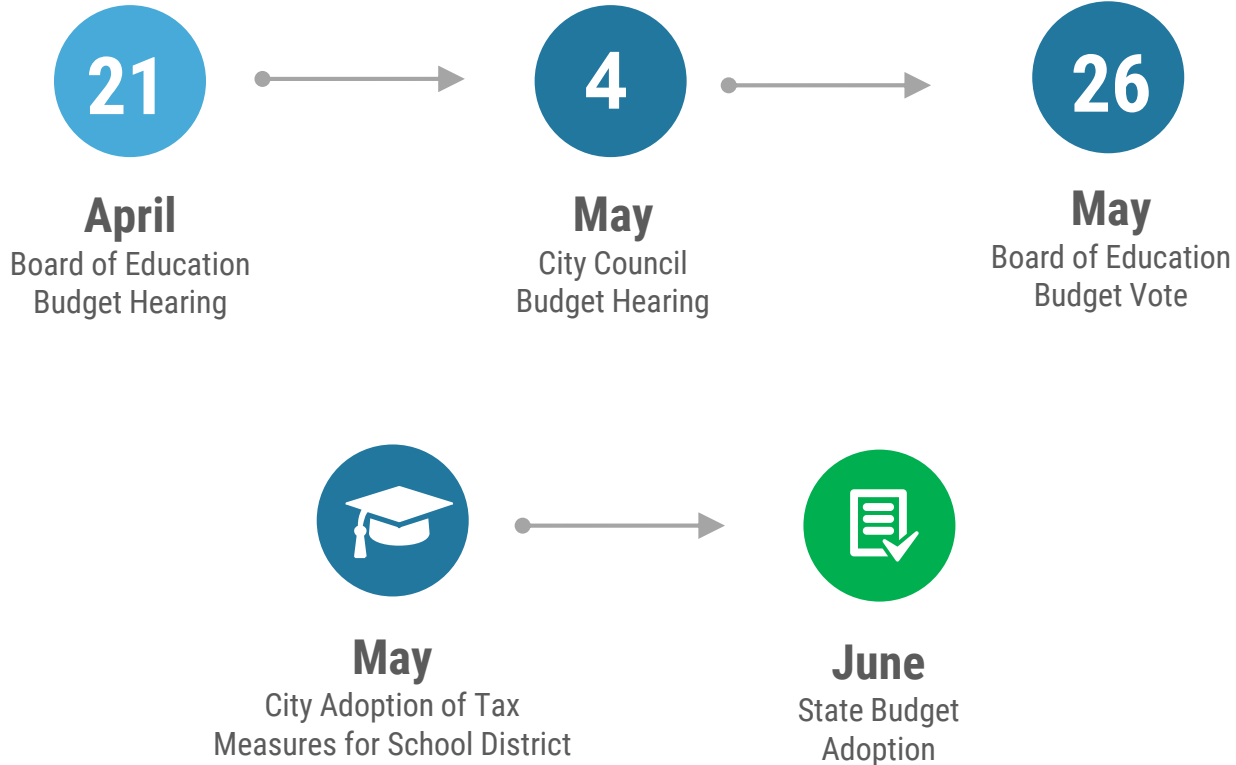 21
April
Board of Education
Budget Hearing
4
May
City Council
Budget Hearing
26
May
Board of Education
Budget Vote
May
City Adoption of Tax
Measures for School District
June
State Budget
Adoption